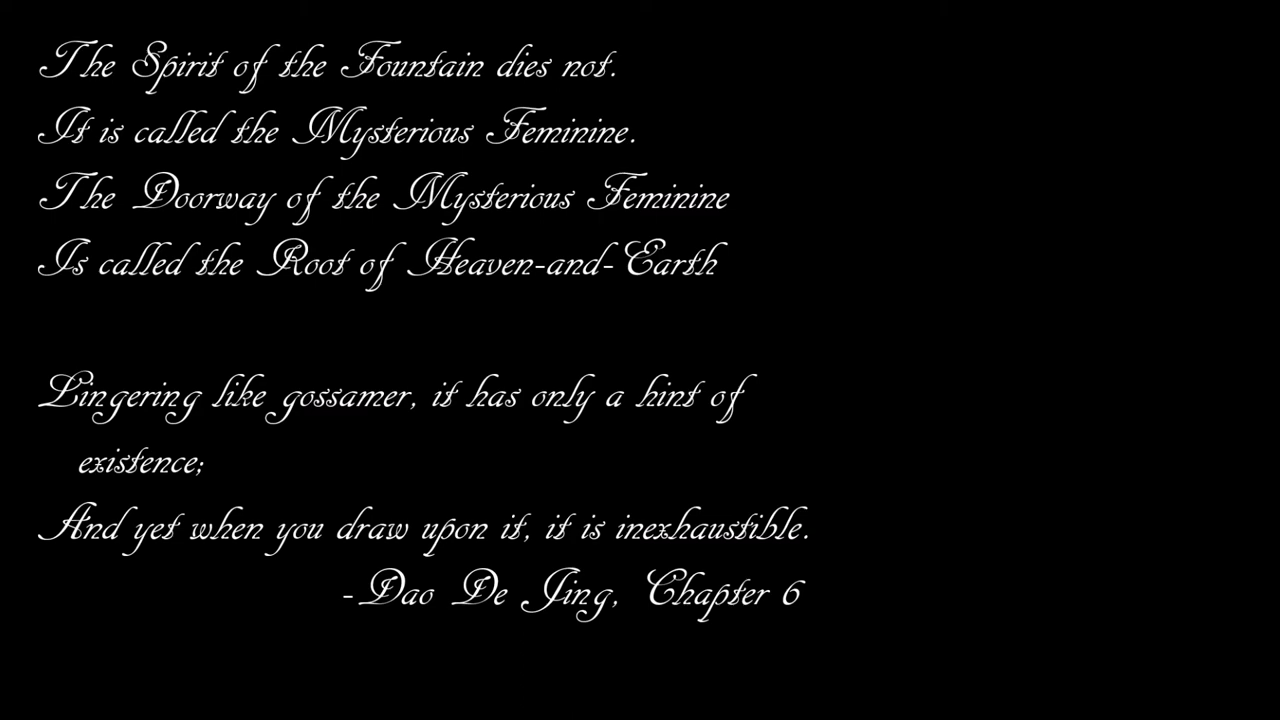 The Spirit of the Fountain dies not.
It is called the Mysterious Feminine.
The Doorway of the Mysterious Feminine
Is called the Root of Heaven-and-Earth
Lingering like gossamer, it has only a hint of
existence;
And yet when you draw upon it, it is inexhaustible.
-Dao De Jing, Chapter 6